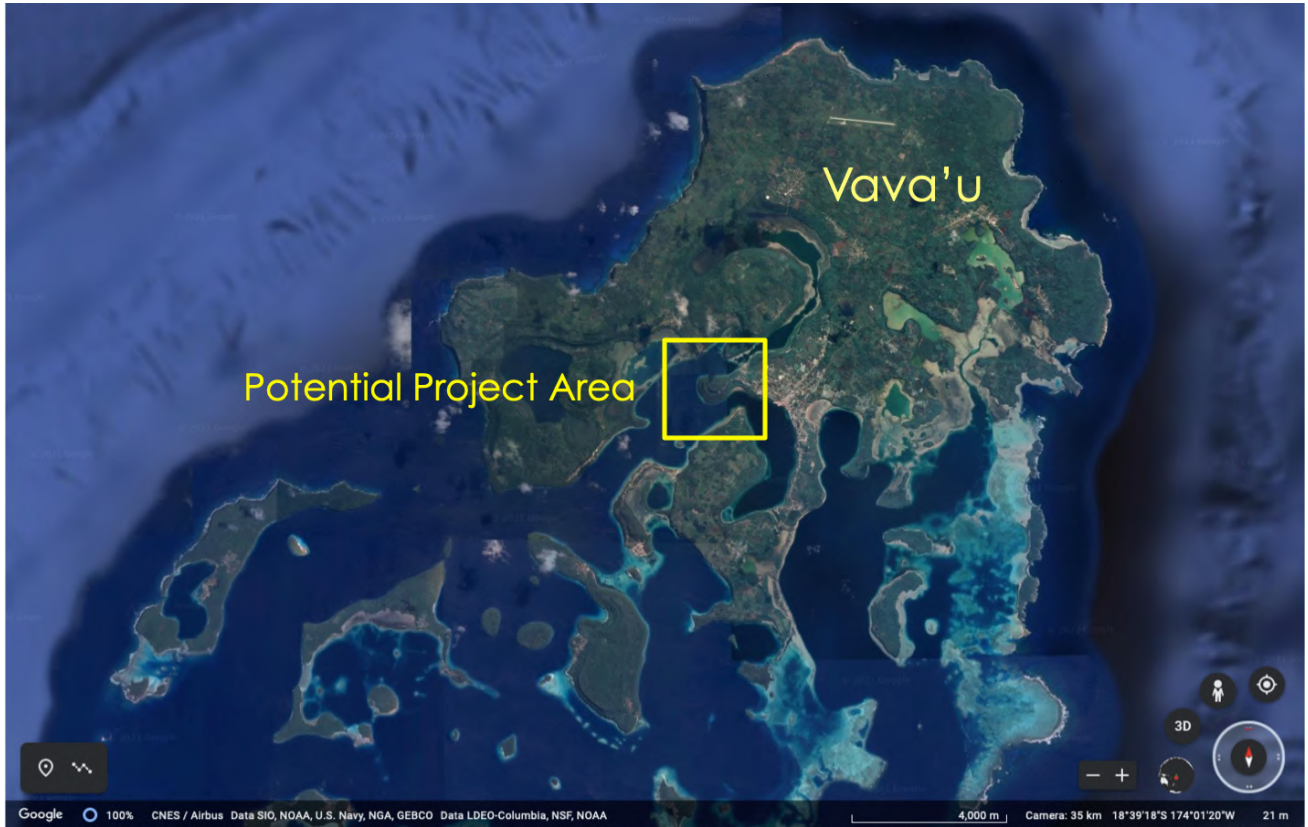 Vava’u
Potential Project Area
3D
Google 100% CNES / Airbus Data SIO, NOAA, U.S. Navy, NGA, GEBCO Data LDEO-Columbia, NSF, NOAA 4,000 m Camera: 35 km 18°39'18"S 174°01'20"W 21 m